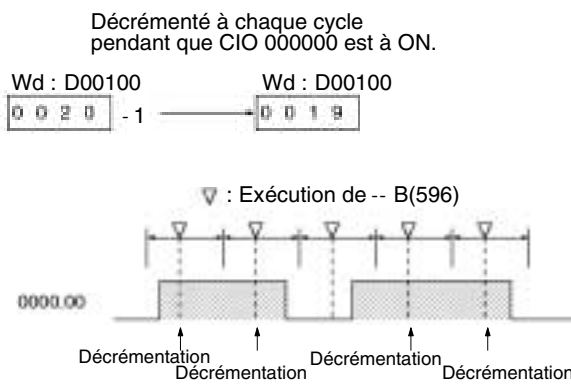 Décrémenté à chaque cycle
pendant que CIO 000000 est à ON.
Wd : D00100 Wd : D00100
0 0 2 0 - 1 0 0 1 9
: Exécution de -- B(596)
0000.00
Décrémentation Décrémentation Décrémentation Décrémentation